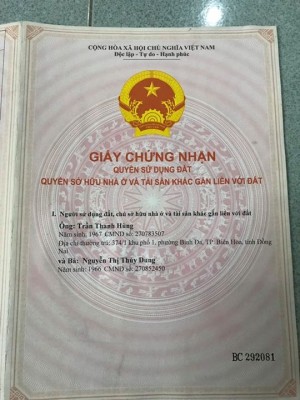 CỘNG HÒA XÃ HỘI CHỦ NGHĨA VIỆT NAM
Độc lập - Tự do - Hạnh phúc
GIẤY CHỨNG NHẬN
QUYỀN SỬ DỤNG ĐẤT
QUYỀN SỞ HỮU NHÀ Ở VÀ TÀI SẢN KHÁC GẮN LIỀN VỚI ĐẤT
I. Người sử dụng đất, chủ sở hữu nhà ở và tài sản khác gắn liền với đất
Ông: Trần Thanh Hàng
Năm sinh: 1967 CMND số: 270783507
Địa chỉ thường trú: 374/1 khu phố 1, phường Bình Đa, TP. Biên Hòa, tỉnh Đồng
Nai.
và Bà: Nguyễn Thị Thùy Dung
Năm sinh: 1966 CMND số: 270852450
BC 292081